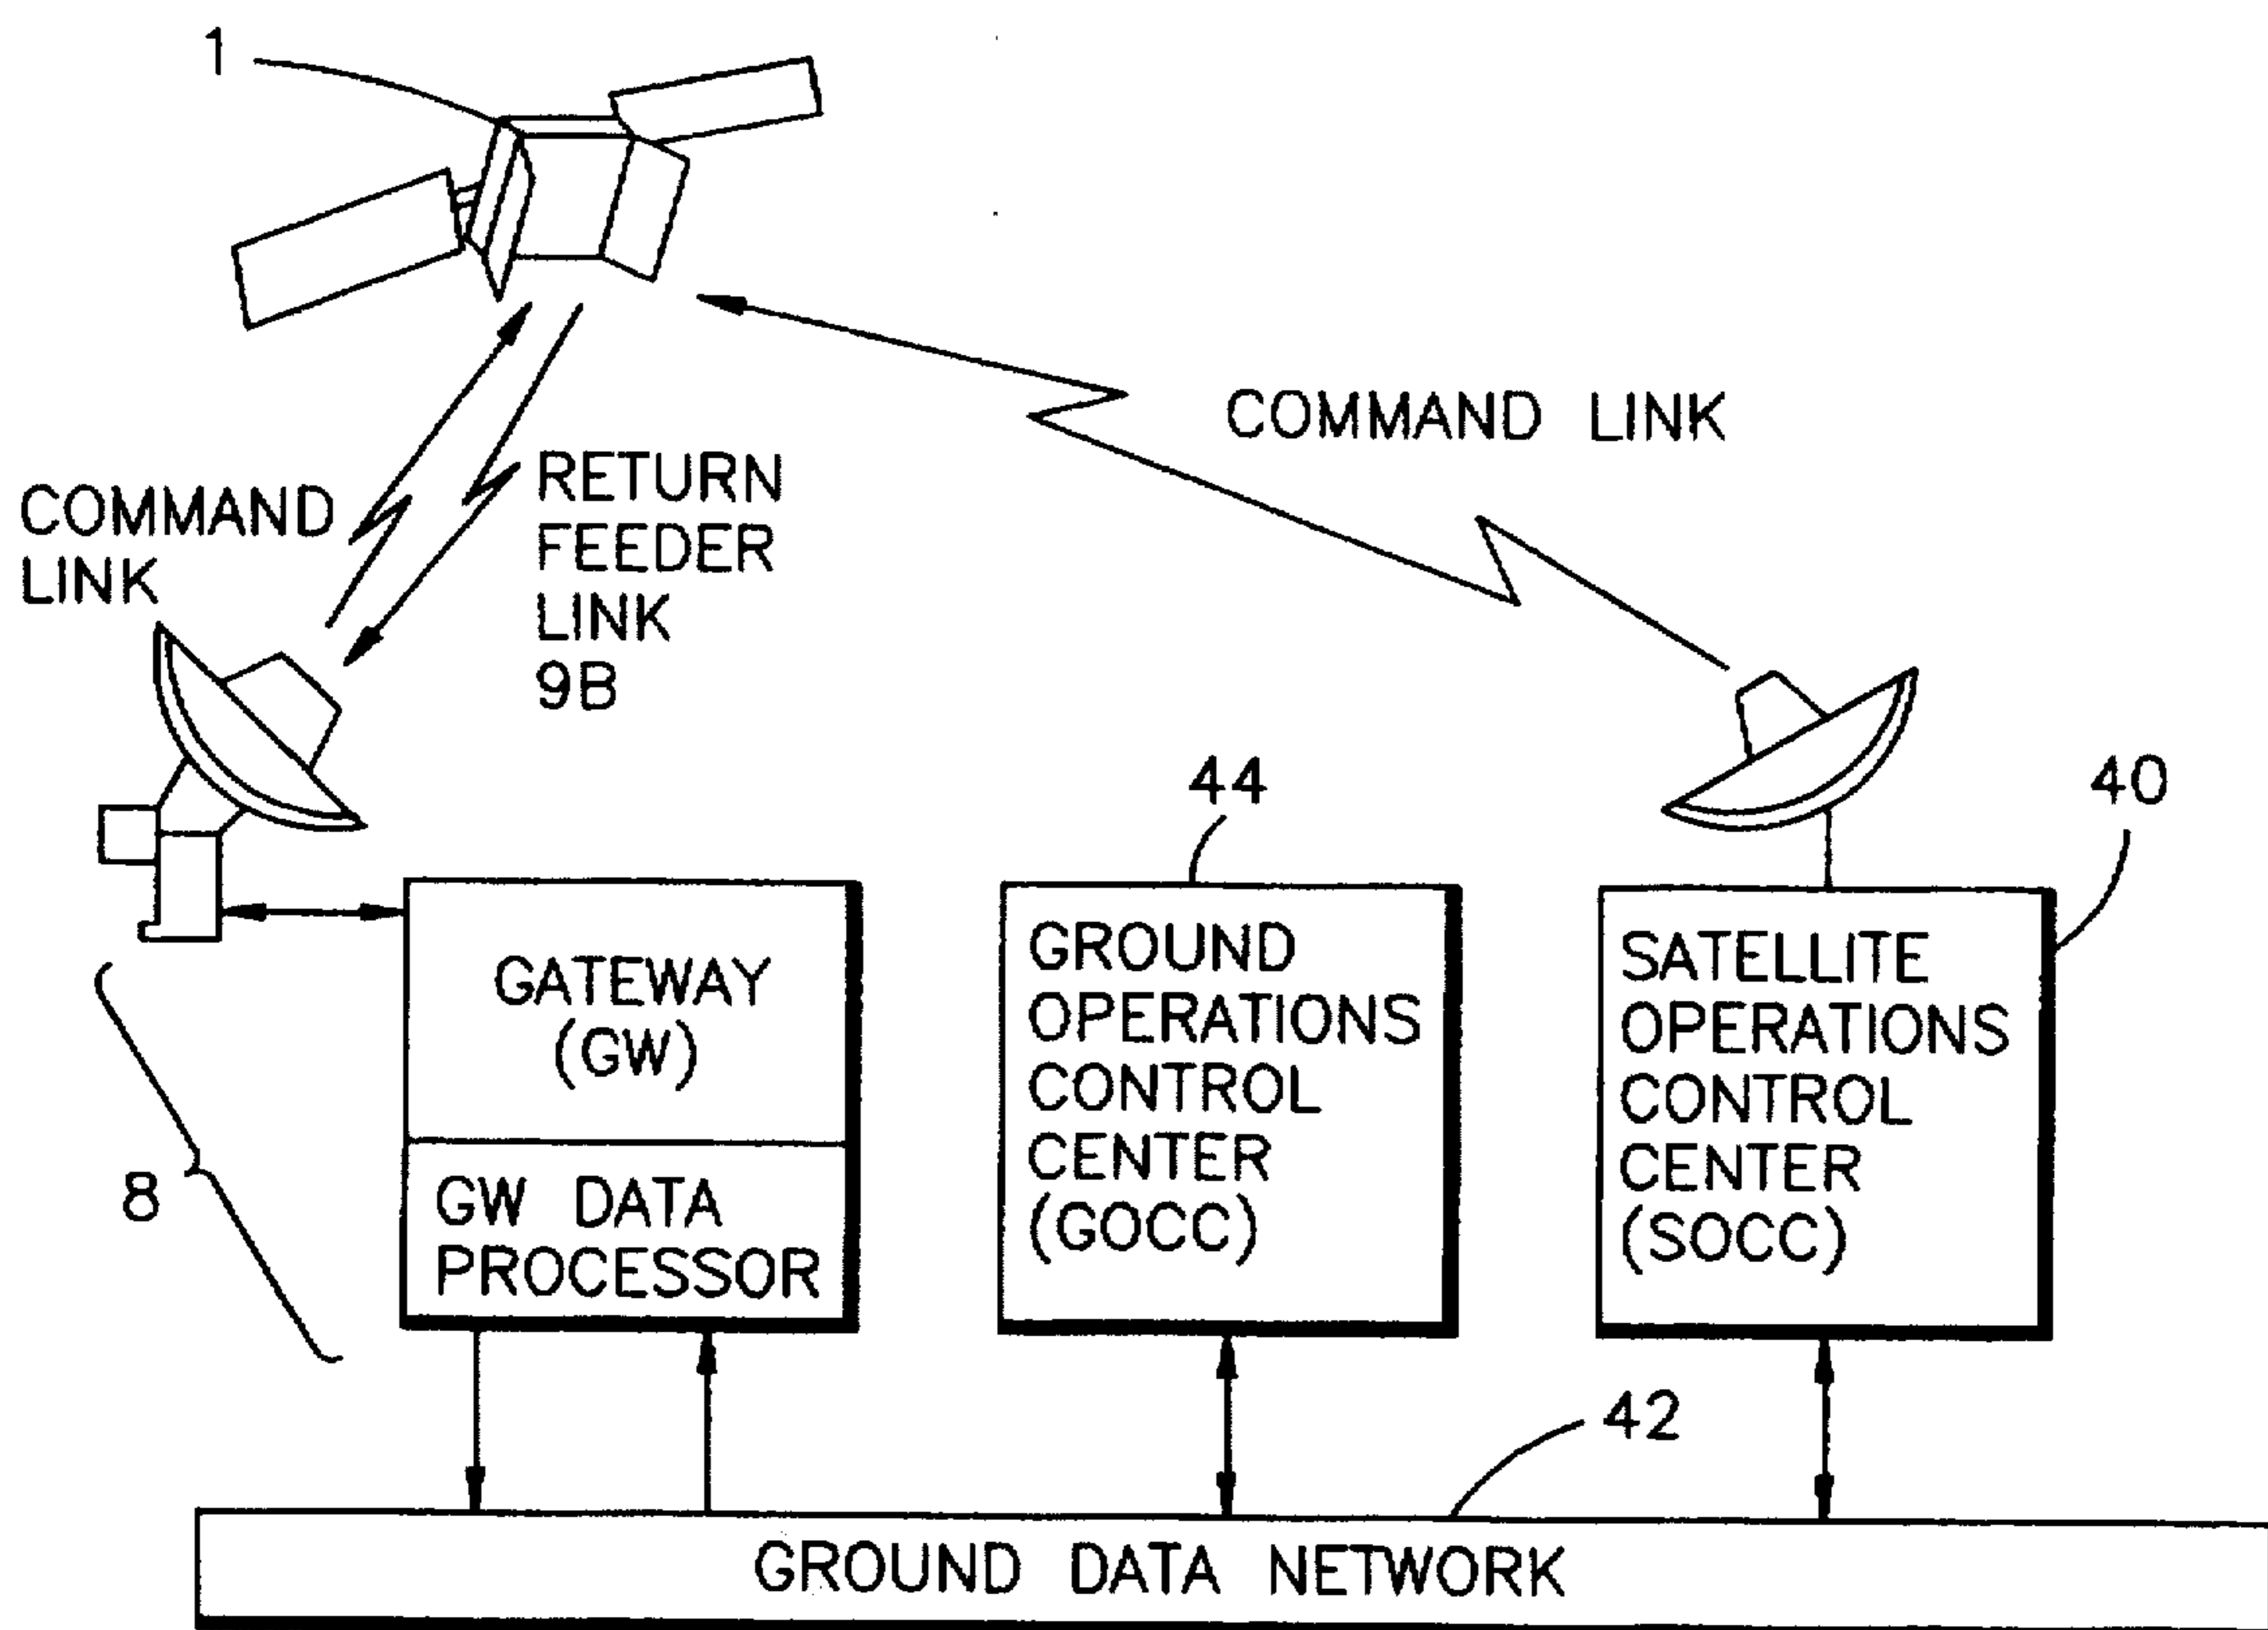 1
COMMAND LINK
COMMAND
LINK
RETURN
FEEDER
LINK
9B
44
40
GATEWAY
(GW)
GW DATA
PROCESSOR
GROUND
OPERATIONS
CONTROL
CENTER
(GOCC)
SATELLITE
OPERATIONS
CONTROL
CENTER
(SOCC)
8
42
GROUND DATA NETWORK